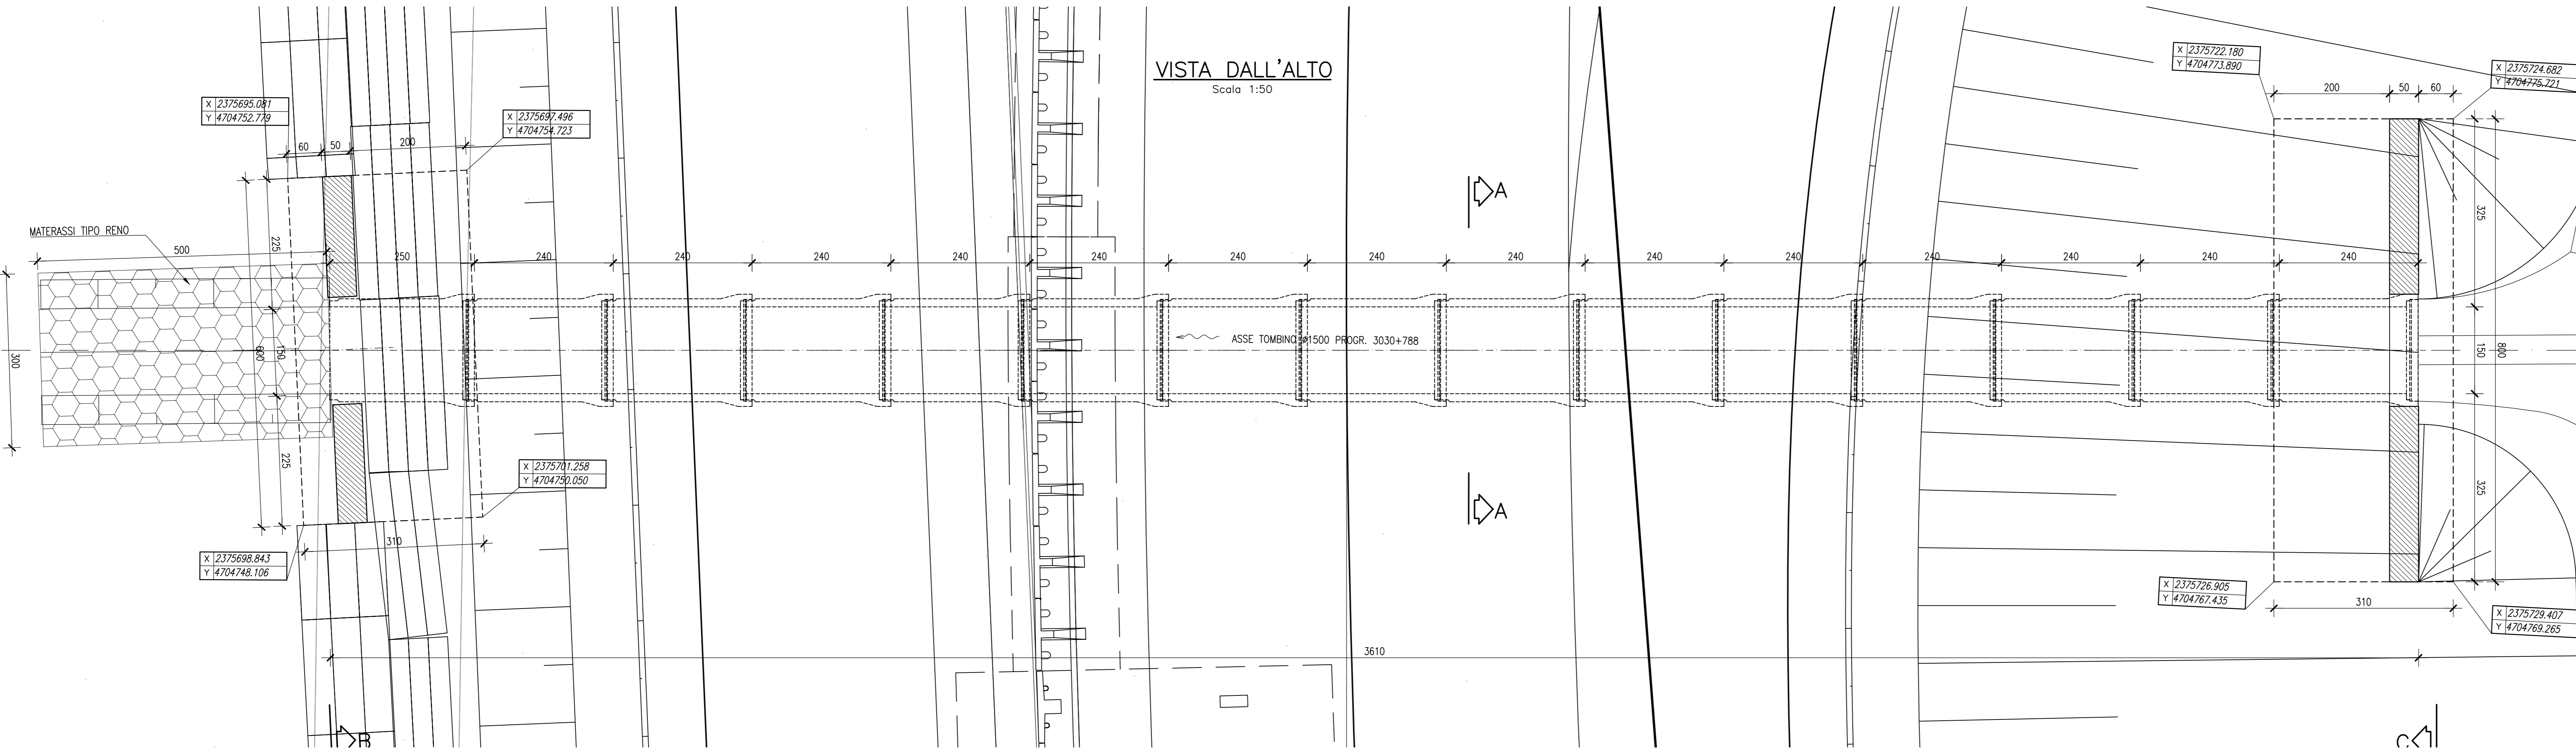 VISTA DALL'ALTO
Scala 1:50
X 2375695.081
Y 4704752.779
X 2375697.496
Y 4704754.723
X 2375722.180
Y 4704773.890
X 2375724.682
Y 4704775.721
60 50 200
200 50 60
A
MATERASSI TIPO RENO
500
225
325
250 240 240 240 240 240 240 240 240 240 240 240 240 240 240
ASSE TOMBINO ø1500 PROGR. 3030+788
300
600
150
150
800
225
325
X 2375701.258
Y 4704750.050
A
310
X 2375698.843
Y 4704748.106
X 2375726.905
Y 4704767.435
310
X 2375729.407
Y 4704769.265
3610
B
C